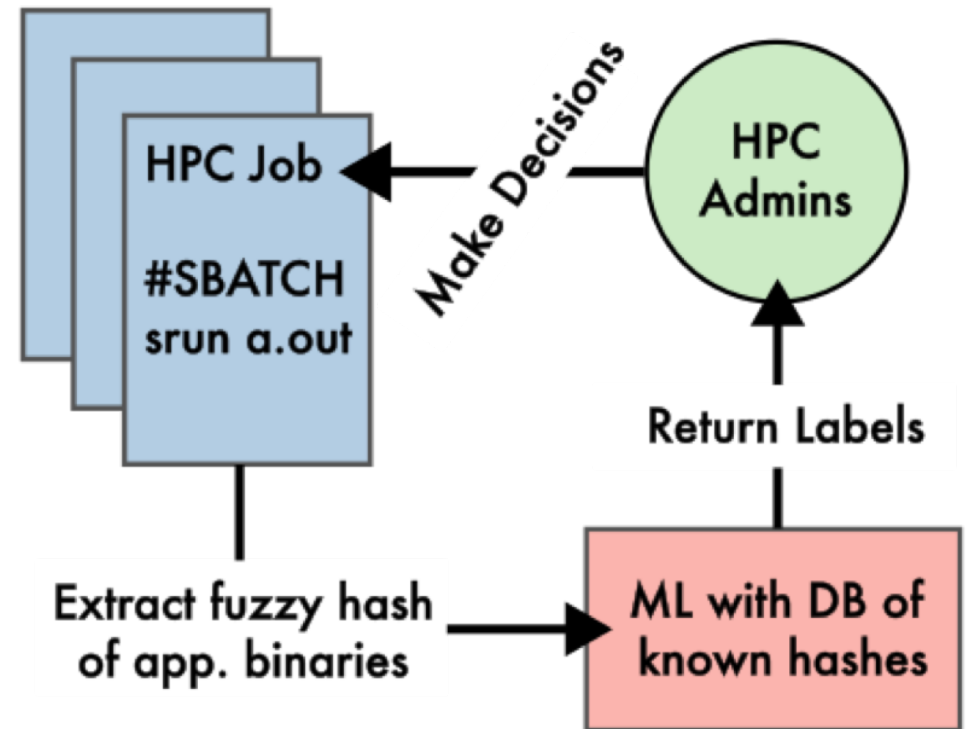 HPC Job
#SBATCH
srun a.out
Make Decisions
HPC
Admins
Return Labels
Extract fuzzy hash
of app. binaries
ML with DB of
known hashes